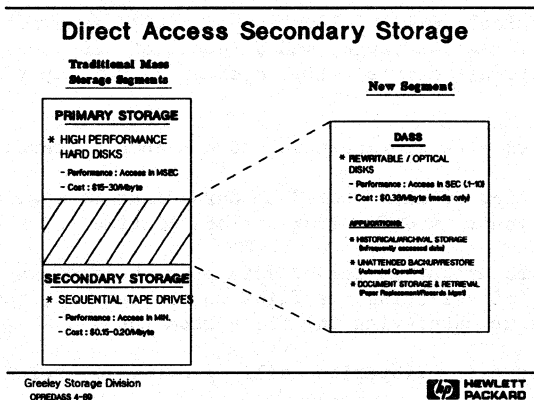 Direct Access Secondary Storage
Traditional Mass
Storage Segments
PRIMARY STORAGE
* HIGH PERFORMANCE
HARD DISKS
- Performance : Access in MSEC
- Cost : $15-30/Mbyte
SECONDARY STORAGE
* SEQUENTIAL TAPE DRIVES
- Performance : Access in MIN.
- Cost : $0.15-0.20/Mbyte
New Segment
DASS
* REWRITABLE / OPTICAL
DISKS
- Performance : Access in SEC (.1-10)
- Cost : $0.38/Mbyte (media only)
APPLICATIONS:
* HISTORICAL/ARCHIVAL STORAGE
(Infrequently accessed data)
* UNATTENDED BACKUP/RESTORE
(Automated Operations)
* DOCUMENT STORAGE & RETRIEVAL
(Paper Replacement/Records Mgmt)
Greeley Storage Division
OPREDASS 4-89
hp HEWLETT
PACKARD